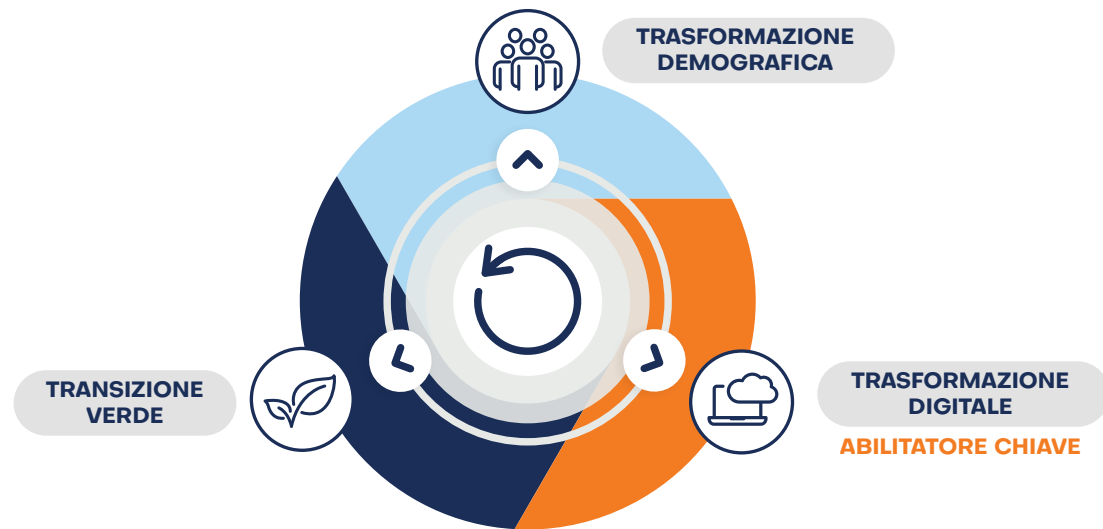 TRASFORMAZIONE
DEMOGRAFICA
TRANSIZIONE
VERDE
TRASFORMAZIONE
DIGITALE
ABILITATORE CHIAVE